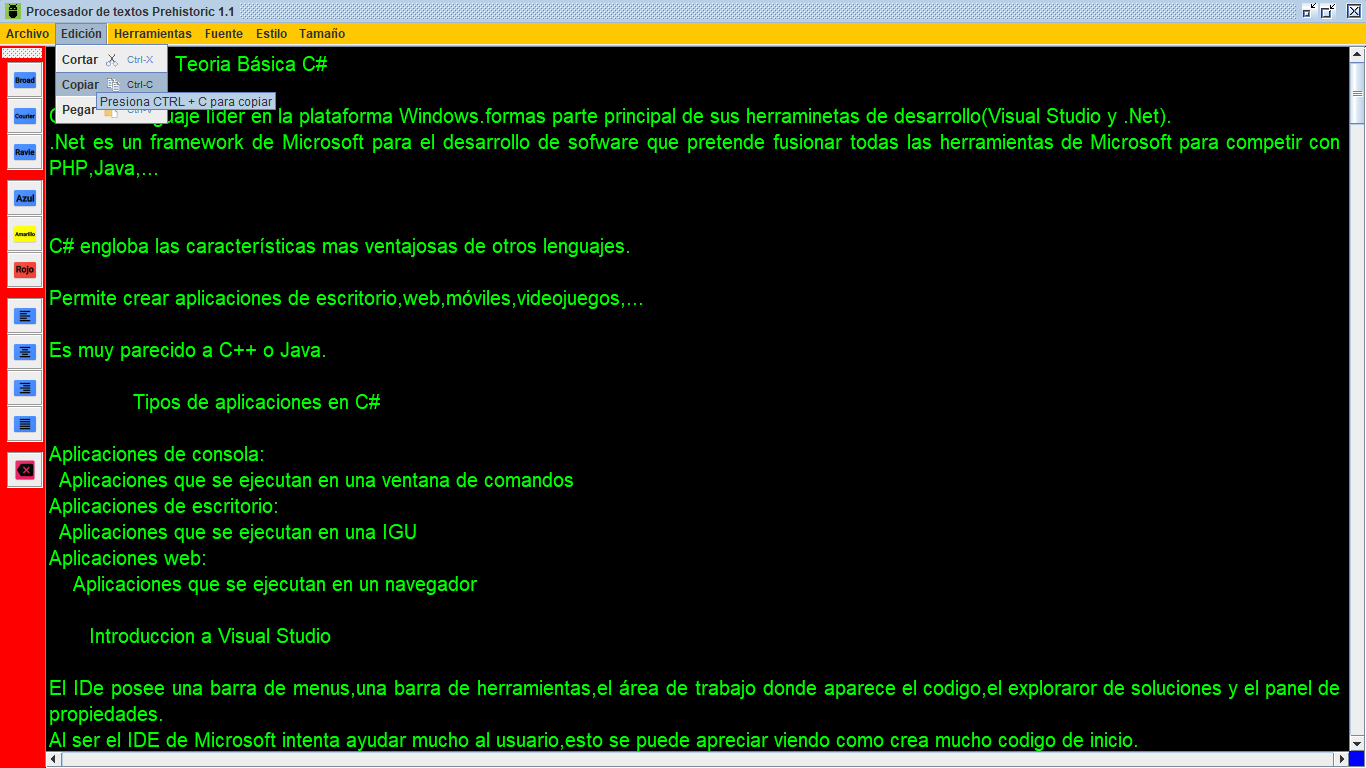 Procesador de textos Prehistoric 1.1
Archivo Edición Herramientas Fuente Estilo Tamaño
Cortar Ctrl-X
Copiar Ctrl-C
Presiona CTRL + C para copiar
Pegar
Broad
Courier
Ravie
Azul
Amarillo
Rojo
Teoria Básica C#
líder en la plataforma Windows.formas parte principal de sus herraminetas de desarrollo(Visual Studio y .Net).
.Net es un framework de Microsoft para el desarrollo de sofware que pretende fusionar todas las herramientas de Microsoft para competir con
PHP,Java,...
C# engloba las características mas ventajosas de otros lenguajes.
Permite crear aplicaciones de escritorio,web,móviles,videojuegos,...
Es muy parecido a C++ o Java.
Tipos de aplicaciones en C#
Aplicaciones de consola:
Aplicaciones que se ejecutan en una ventana de comandos
Aplicaciones de escritorio:
Aplicaciones que se ejecutan en una IGU
Aplicaciones web:
Aplicaciones que se ejecutan en un navegador
Introduccion a Visual Studio
El IDe posee una barra de menus,una barra de herramientas,el área de trabajo donde aparece el codigo,el exploraror de soluciones y el panel de
propiedades.
Al ser el IDE de Microsoft intenta ayudar mucho al usuario,esto se puede apreciar viendo como crea mucho codigo de inicio.